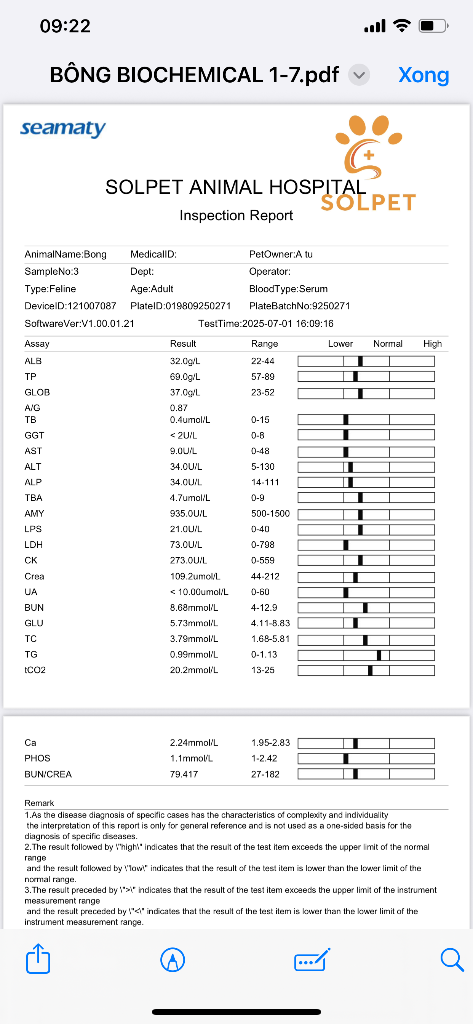 09:22
BÔNG BIOCHEMICAL 1-7.pdf
Xong
seamaty
SOLPET ANIMAL HOSPITAL
SOLPET
Inspection Report
AnimalName:Bong MedicalID: PetOwner:A tu
SampleNo:3 Dept: Operator:
Type:Feline Age:Adult BloodType:Serum
DeviceID:121007087 PlateID:019809250271 PlateBatchNo:9250271
SoftwareVer:V1.00.01.21 TestTime:2025-07-01 16:09:16
Assay Result Range Lower Normal High
ALB 32.0g/L 22-44
TP 69.0g/L 57-89
GLOB 37.0g/L 23-52
A/G 0.87
TB 0.4umol/L 0-15
GGT < 2U/L 0-8
AST 9.0U/L 0-48
ALT 34.0U/L 5-130
ALP 34.0U/L 14-111
TBA 4.7umol/L 0-9
AMY 935.0U/L 500-1500
LPS 21.0U/L 0-40
LDH 73.0U/L 0-798
CK 273.0U/L 0-559
Crea 109.2umol/L 44-212
UA < 10.00umol/L 0-60
BUN 8.68mmol/L 4-12.9
GLU 5.73mmol/L 4.11-8.83
TC 3.79mmol/L 1.68-5.81
TG 0.99mmol/L 0-1.13
tCO2 20.2mmol/L 13-25
Ca 2.24mmol/L 1.95-2.83
PHOS 1.1mmol/L 1-2.42
BUN/CREA 79.417 27-182
Remark
1.As the disease diagnosis of specific cases has the characteristics of complexity and individuality
the interpretation of this report is only for general reference and is not used as a one-sided basis for the
diagnosis of specific diseases.
2.The result followed by \"high\" indicates that the result of the test item exceeds the upper limit of the normal
range
and the result followed by \"low\" indicates that the result of the test item is lower than the lower limit of the
normal range.
3.The result preceded by \">\" indicates that the result of the test item exceeds the upper limit of the instrument
measurement range
and the result preceded by \"<\" indicates that the result of the test item is lower than the lower limit of the
instrument measurement range.